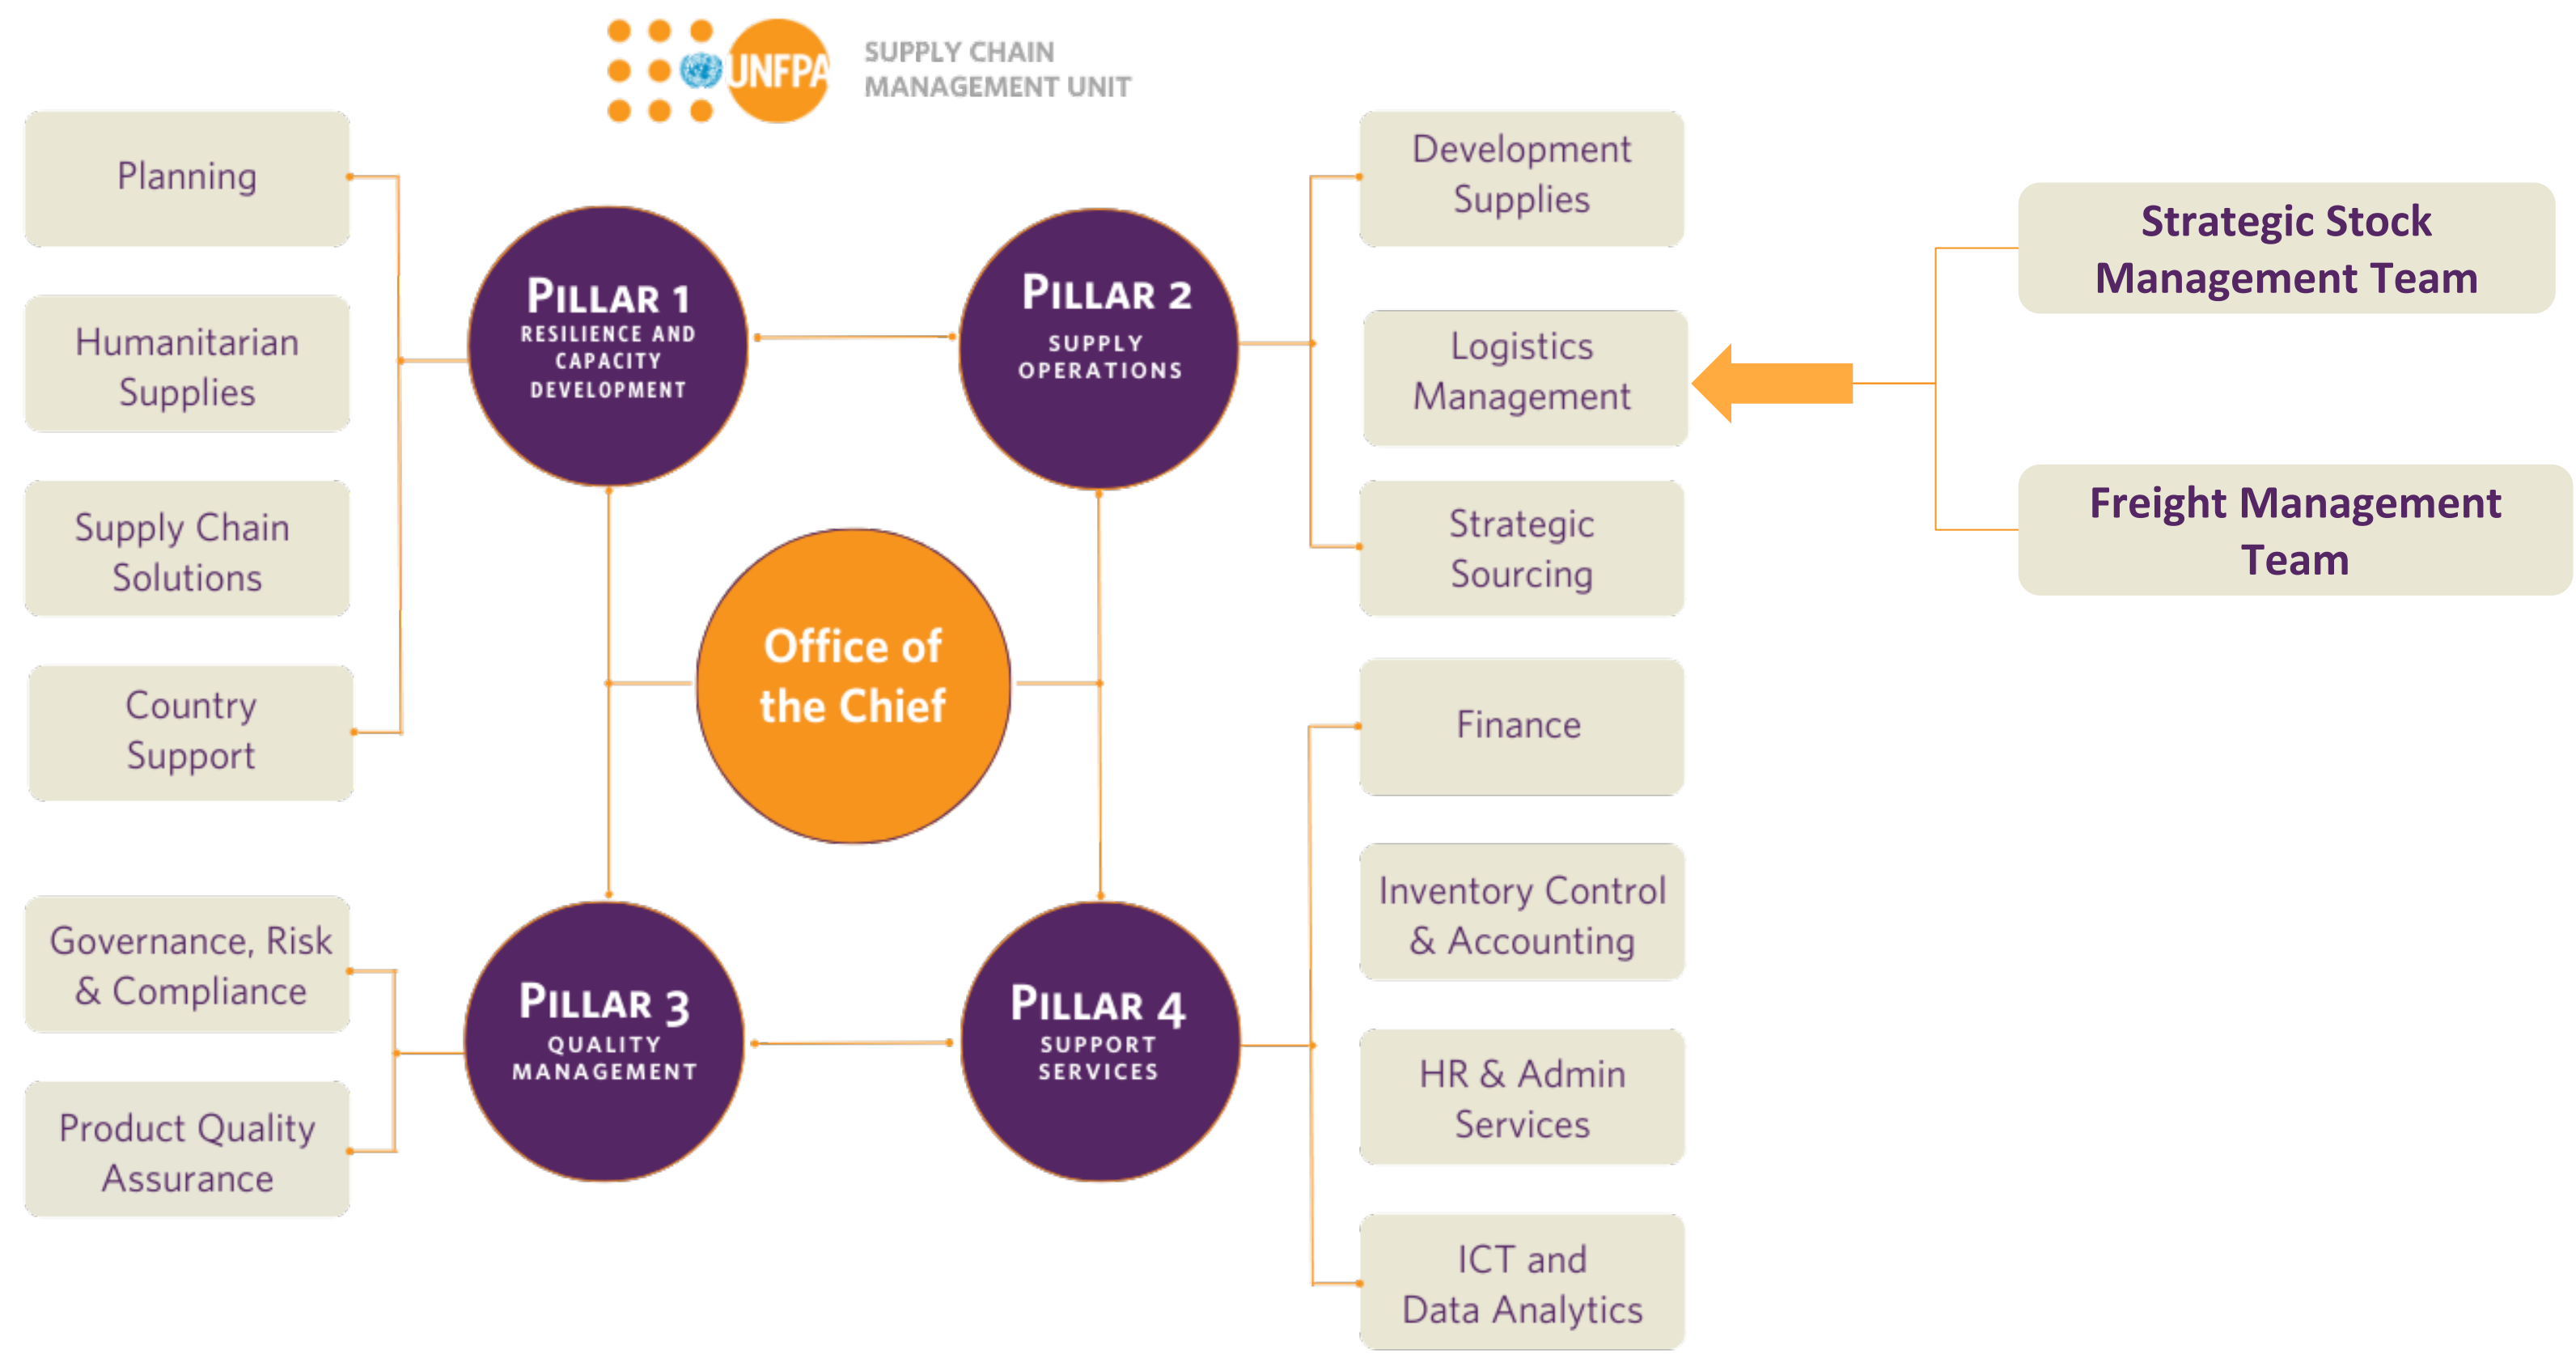 UNFPA
SUPPLY CHAIN
MANAGEMENT UNIT
Planning
Humanitarian
Supplies
Supply Chain
Solutions
Country
Support
PILLAR 1
RESILIENCE AND
CAPACITY
DEVELOPMENT
PILLAR 2
SUPPLY
OPERATIONS
Development
Supplies
Logistics
Management
Strategic
Sourcing
Strategic Stock
Management Team
Freight Management
Team
Office of
the Chief
Governance, Risk
& Compliance
Product Quality
Assurance
PILLAR 3
QUALITY
MANAGEMENT
PILLAR 4
SUPPORT
SERVICES
Finance
Inventory Control
& Accounting
HR & Admin
Services
ICT and
Data Analytics